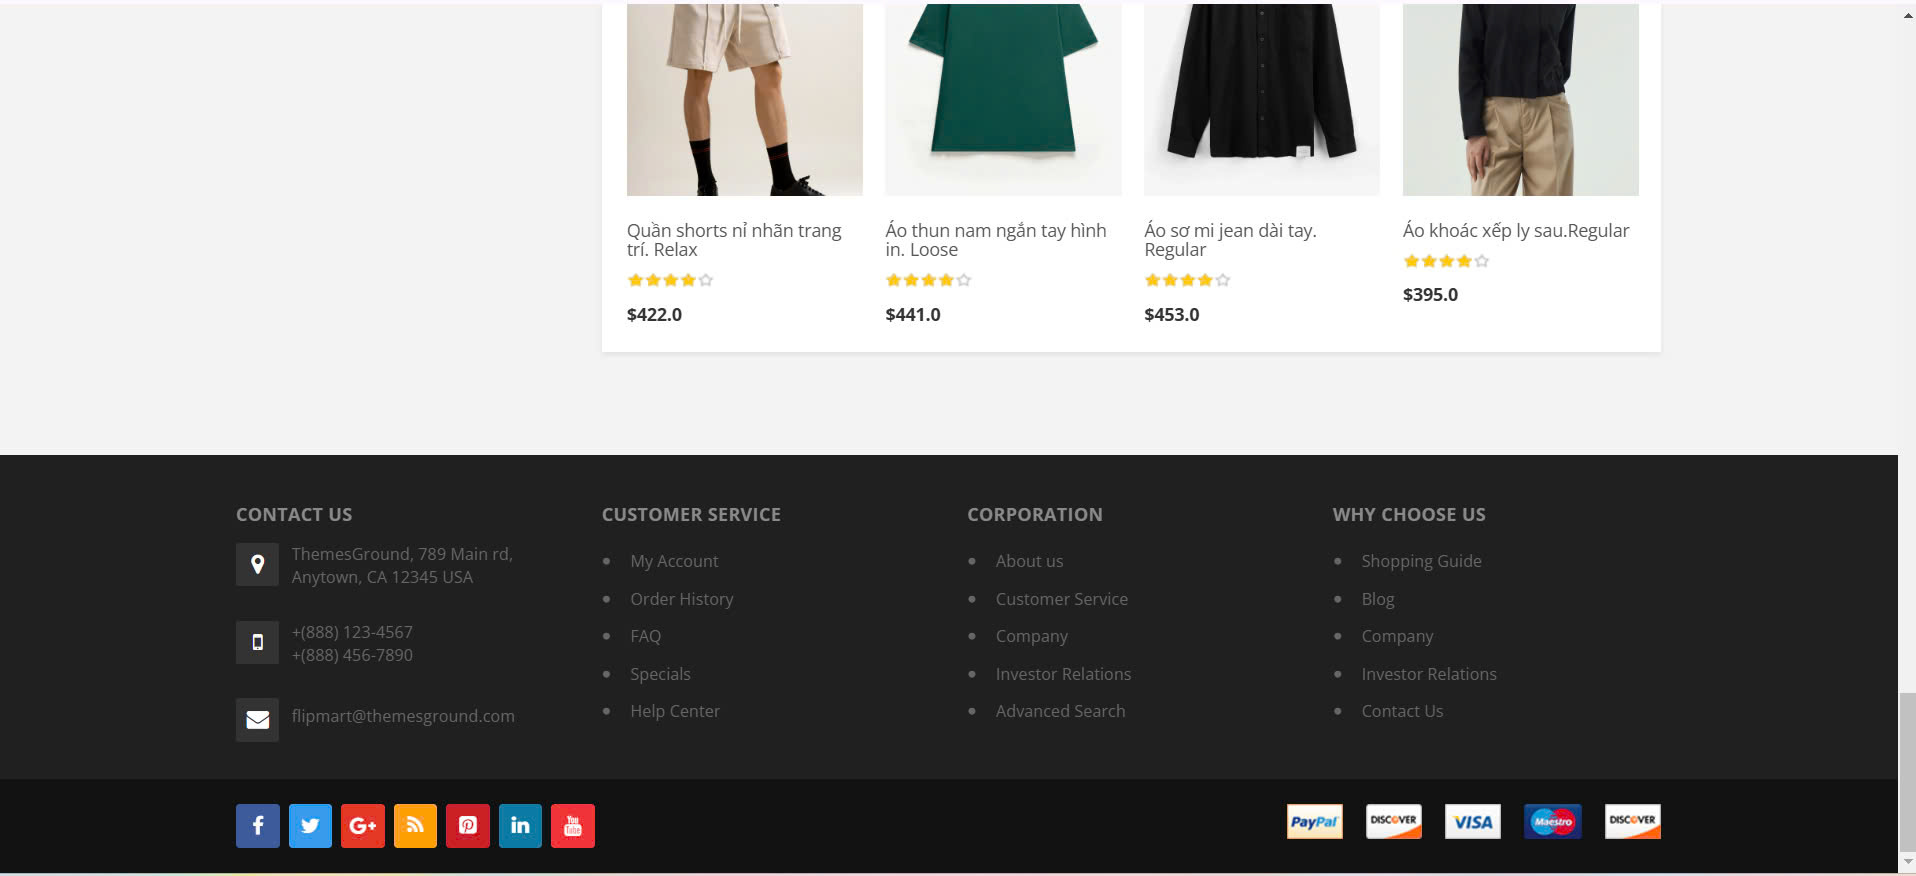 Quần shorts nỉ nhãn trang
trí. Relax
$422.0
Áo thun nam ngắn tay hình
in. Loose
$441.0
Áo sơ mi jean dài tay.
Regular
$453.0
Áo khoác xếp ly sau.Regular
$395.0
CONTACT US
ThemesGround, 789 Main rd,
Anytown, CA 12345 USA
+(888) 123-4567
+(888) 456-7890
flipmart@themesground.com
CUSTOMER SERVICE
My Account
Order History
FAQ
Specials
Help Center
CORPORATION
About us
Customer Service
Company
Investor Relations
Advanced Search
WHY CHOOSE US
Shopping Guide
Blog
Company
Investor Relations
Contact Us
f
G+
in
You Tube
PayPal
DISCOVER
VISA
Maestro
DISCOVER